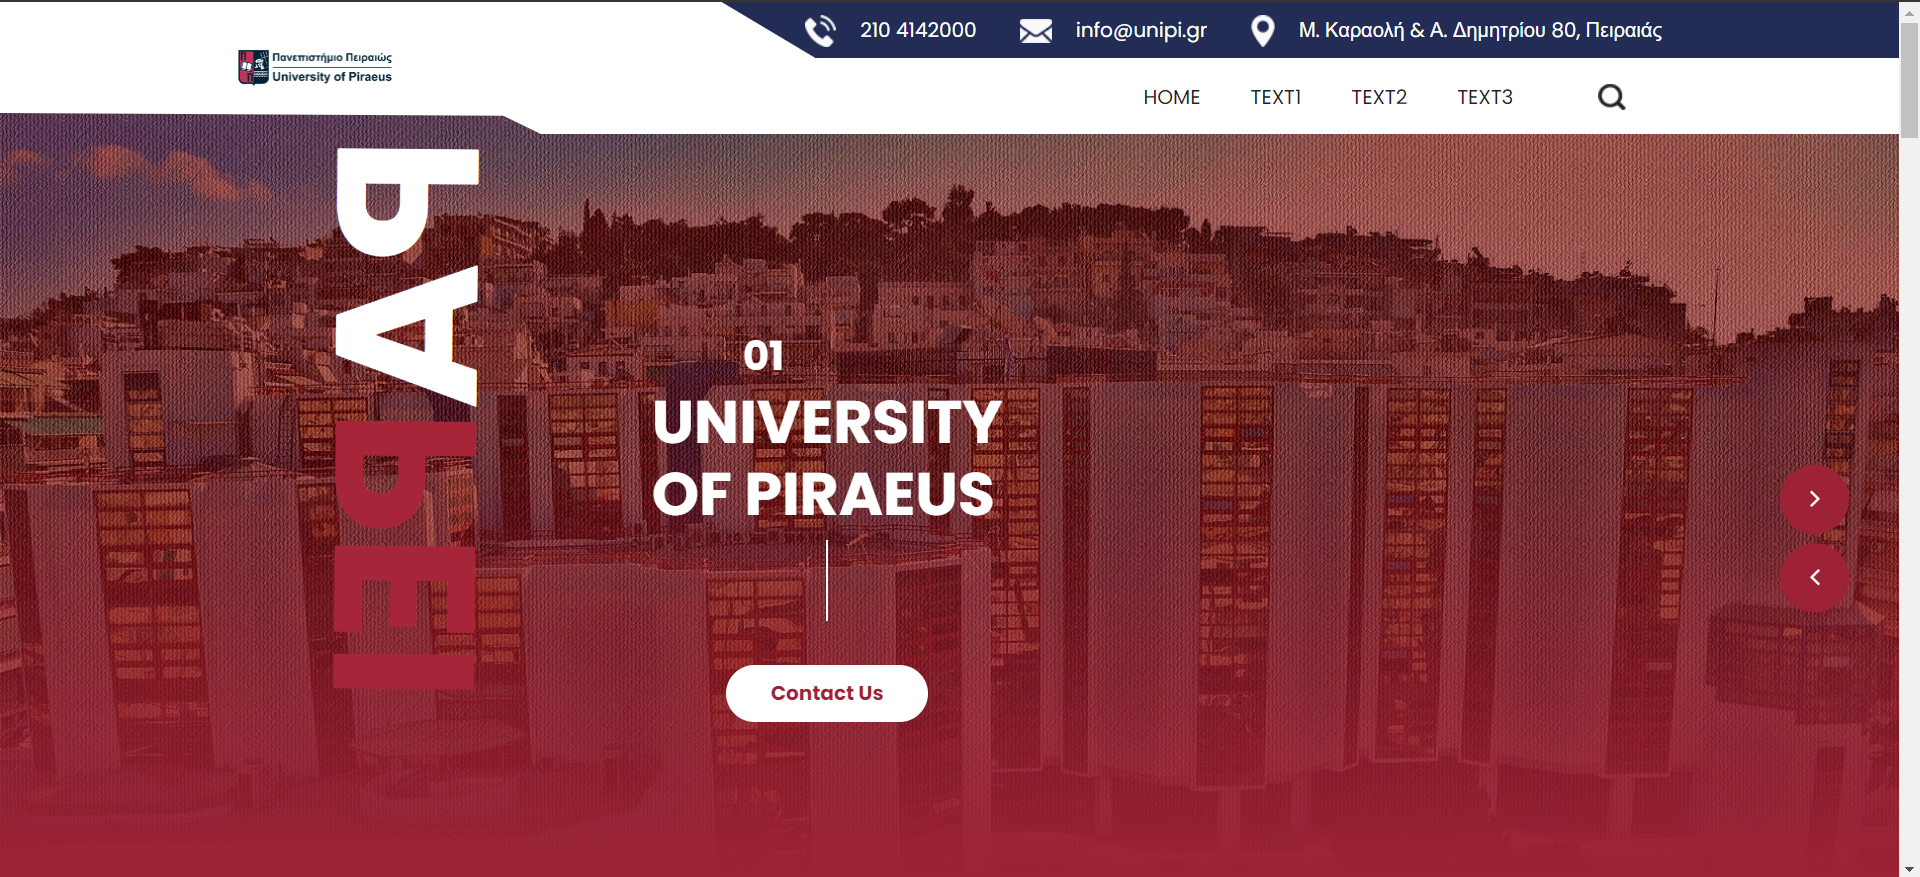 210 4142000
info@unipi.gr
Μ. Καραολή & Α. Δημητρίου 80, Πειραιάς
Πανεπιστήμιο Πειραιώς
University of Piraeus
HOME
TEXT1
TEXT2
TEXT3
PAPEI
01
UNIVERSITY
OF PIRAEUS
Contact Us